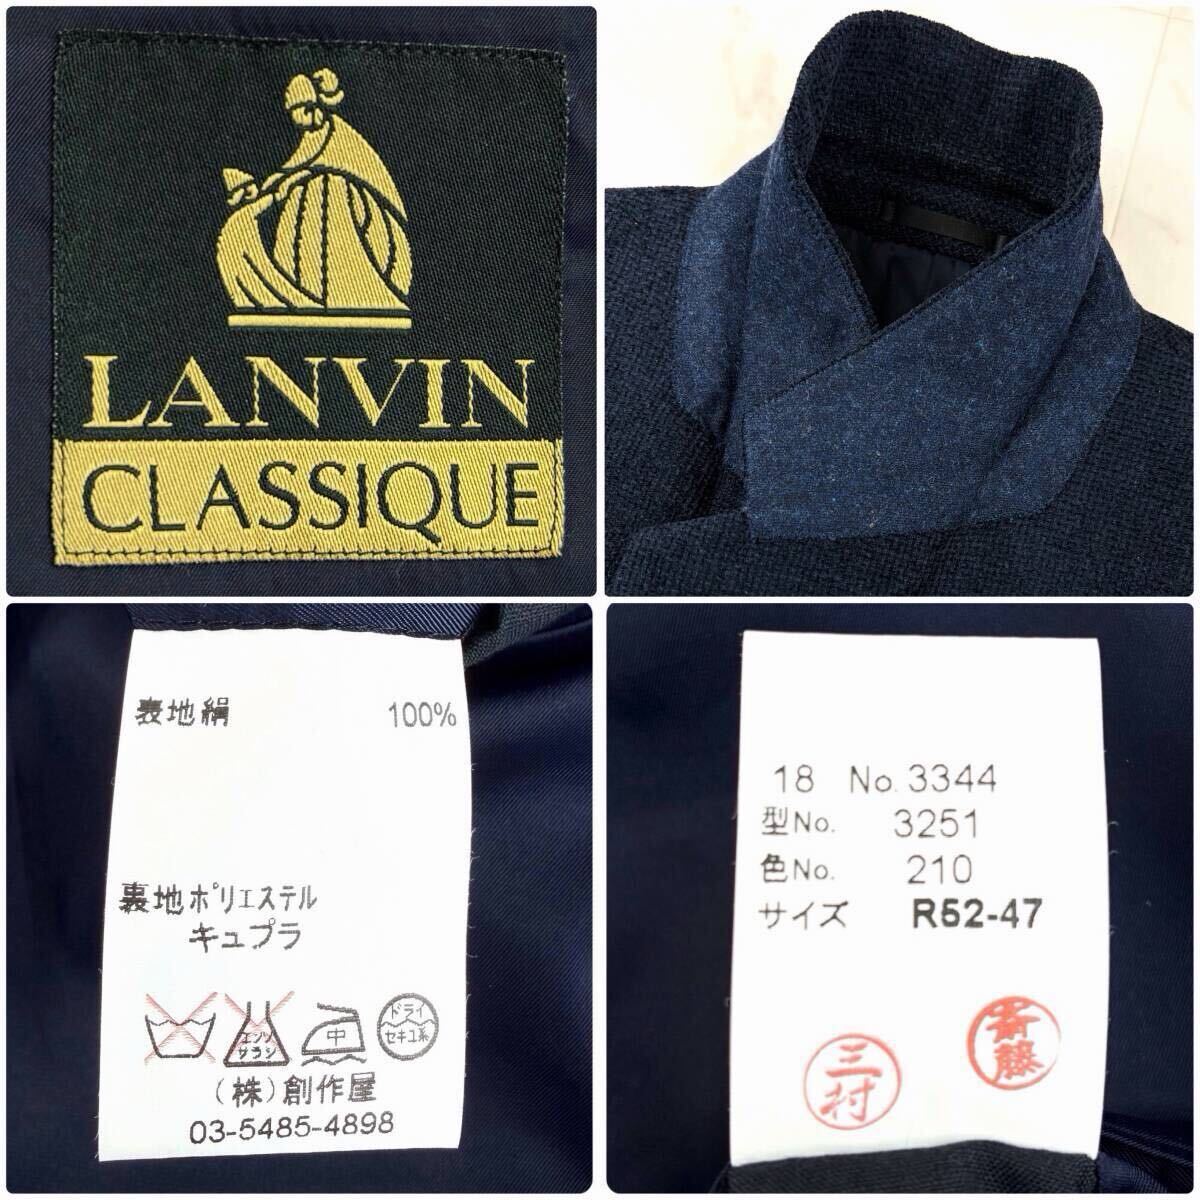 LANVIN
CLASSIQUE
表地絹 100%
裏地ポリエステル
キュプラ
エンソ
サラシ
中
ドライ
セキユ系
(株)創作屋
03-5485-4898
18 No.3344
型No. 3251
色No. 210
サイズ R52-47
三村
斎藤